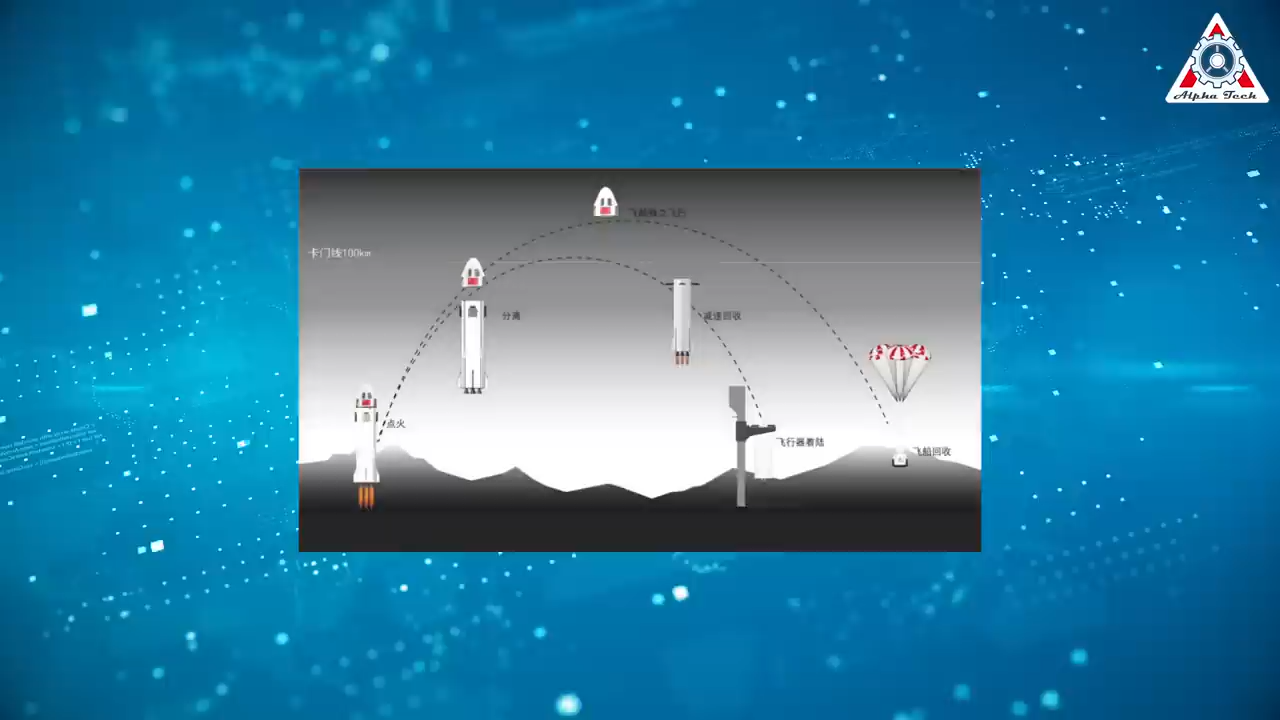 Alpha Tech
飞船独立飞行
卡门线100km
分离
减速回收
点火
飞行器着陆
飞船回收